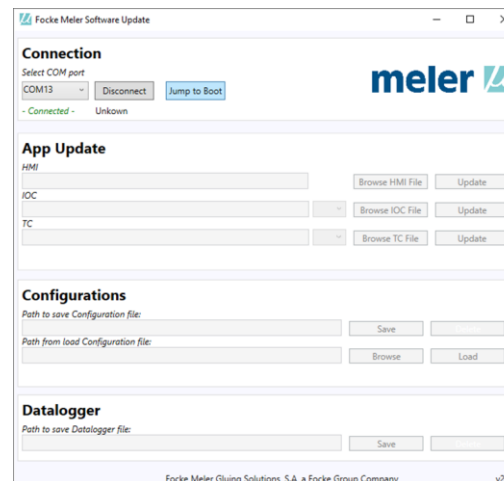 Focke Meler Software Update
Connection
Select COM port
COM13 Disconnect Jump to Boot
- Connected - Unkown
meler
App Update
HMI
Browse HMI File Update
IOC
Browse IOC File Update
TC
Browse TC File Update
Configurations
Path to save Configuration file:
Save
Path from load Configuration file:
Browse Load
Datalogger
Path to save Datalogger file:
Save
Focke Meler Gluing Solutions, S.A. a Focke Group Company